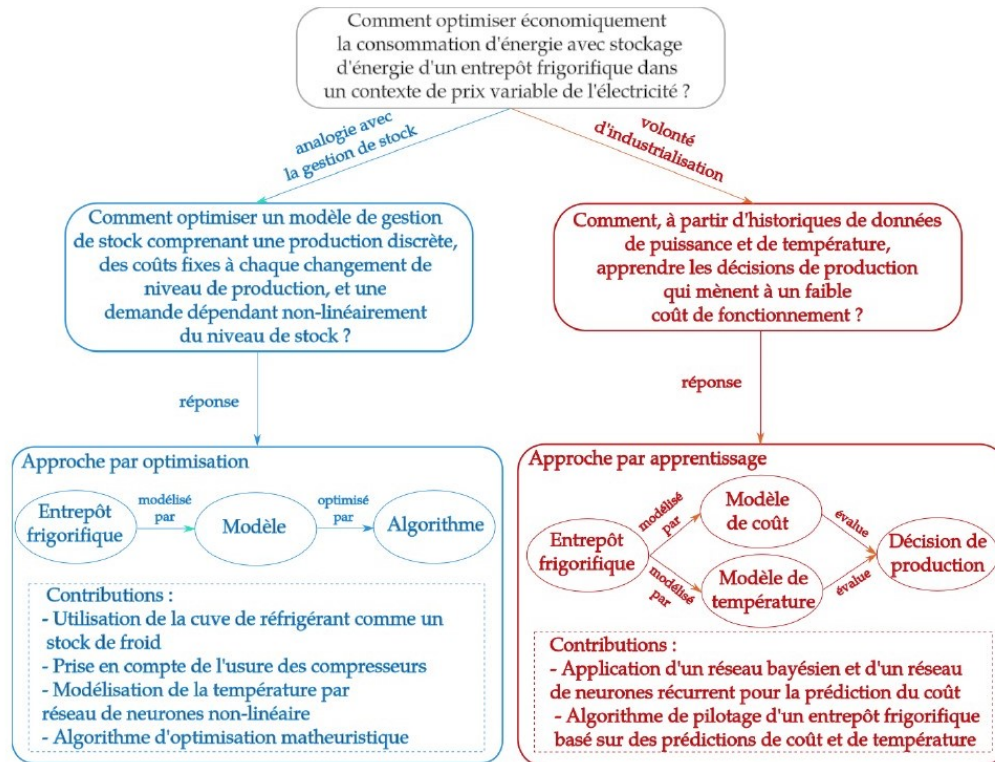 Comment optimiser économiquement
la consommation d'énergie avec stockage
d'énergie d'un entrepôt frigorifique dans
un contexte de prix variable de l'électricité ?
analogie avec
la gestion de stock
volonté
d'industrialisation
Comment optimiser un modèle de gestion
de stock comprenant une production discrète,
des coûts fixes à chaque changement de
niveau de production, et une
demande dépendant non-linéairement
du niveau de stock ?
Comment, à partir d'historiques de données
de puissance et de température,
apprendre les décisions de production
qui mènent à un faible
coût de fonctionnement ?
réponse
réponse
Approche par optimisation
Entrepôt
frigorifique
modélisé
par
Modèle
optimisé
par
Algorithme
Contributions :
- Utilisation de la cuve de réfrigérant comme un
stock de froid
- Prise en compte de l'usure des compresseurs
- Modélisation de la température par
réseau de neurones non-linéaire
- Algorithme d'optimisation matheuristique
Approche par apprentissage
Entrepôt
frigorifique
modélisé
par
modélisé
par
Modèle
de coût
Modèle de
température
évalue
évalue
Décision de
production
Contributions :
- Application d'un réseau bayésien et d'un réseau
de neurones récurrent pour la prédiction du coût
- Algorithme de pilotage d'un entrepôt frigorifique
basé sur des prédictions de coût et de température